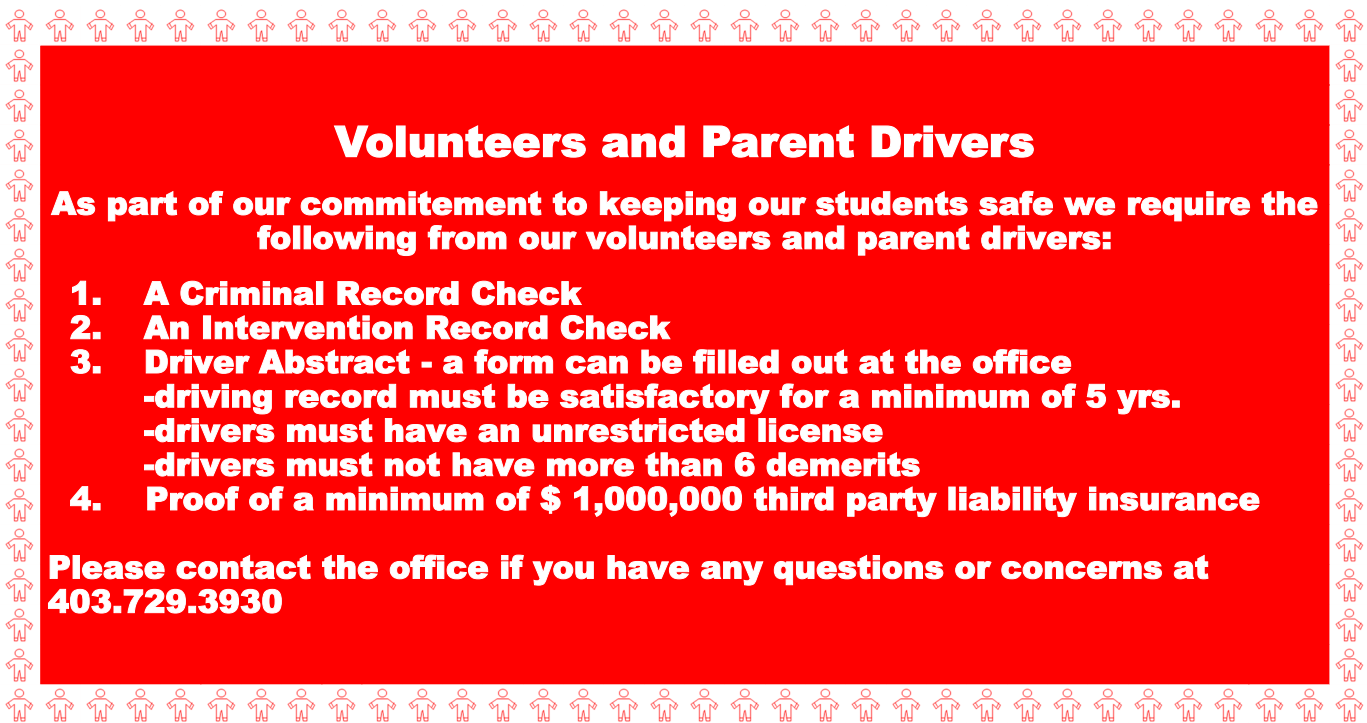 Volunteers and Parent Drivers
As part of our commitement to keeping our students safe we require the
following from our volunteers and parent drivers:
1. A Criminal Record Check
2. An Intervention Record Check
3. Driver Abstract - a form can be filled out at the office
-driving record must be satisfactory for a minimum of 5 yrs.
-drivers must have an unrestricted license
-drivers must not have more than 6 demerits
4. Proof of a minimum of $ 1,000,000 third party liability insurance
Please contact the office if you have any questions or concerns at
403.729.3930